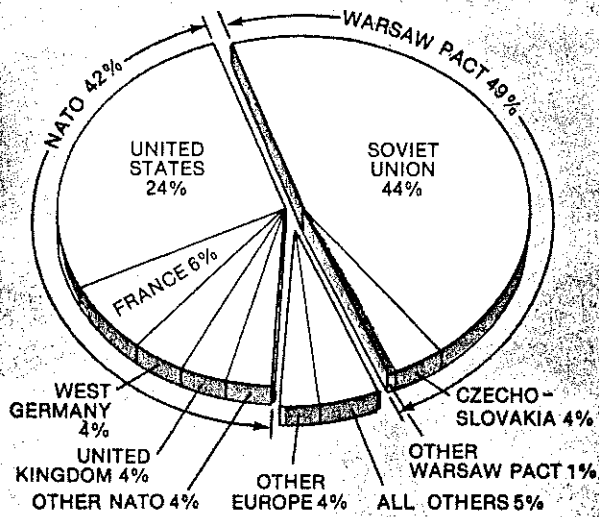 NATO 42%
WARSAW PACT 49%
UNITED
STATES
24%
SOVIET
UNION
44%
FRANCE 6%
WEST
GERMANY
4%
UNITED
KINGDOM 4%
OTHER NATO 4%
OTHER
EUROPE 4%
ALL OTHERS 5%
OTHER
WARSAW PACT 1%
CZECHO-
SLOVAKIA 4%